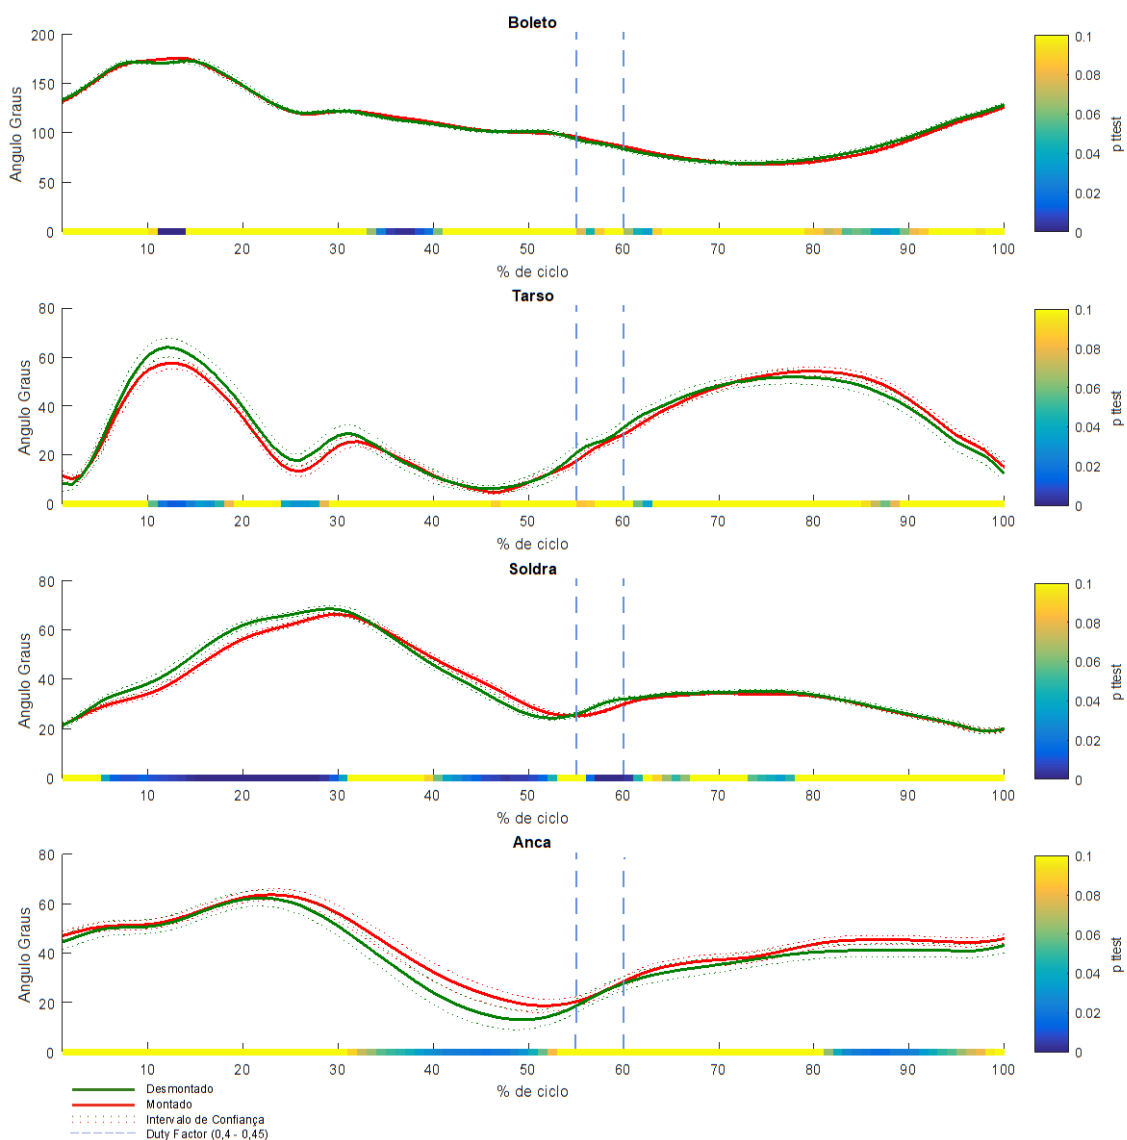 Boleto
200
150
100
50
0
Angulo Graus
10 20 30 40 50 60 70 80 90 100
% de ciclo
0.1
0.08
0.06
0.04
0.02
0
p ttest
Tarso
80
60
40
20
0
Angulo Graus
10 20 30 40 50 60 70 80 90 100
% de ciclo
0.1
0.08
0.06
0.04
0.02
0
p ttest
Soldra
80
60
40
20
0
Angulo Graus
10 20 30 40 50 60 70 80 90 100
% de ciclo
0.1
0.08
0.06
0.04
0.02
0
p ttest
Anca
80
60
40
20
0
Angulo Graus
10 20 30 40 50 60 70 80 90 100
% de ciclo
0.1
0.08
0.06
0.04
0.02
0
p ttest
Desmontado
Montado
Intervalo de Confiança
Duty Factor (0,4 - 0,45)